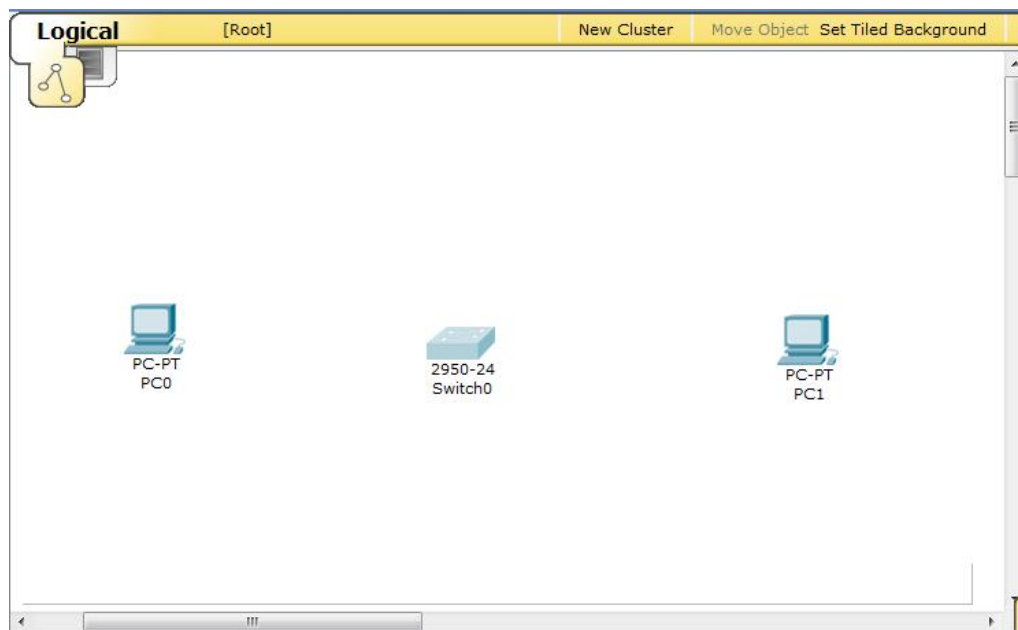 Logical [Root] New Cluster Move Object Set Tiled Background
PC-PT
PC0
2950-24
Switch0
PC-PT
PC1